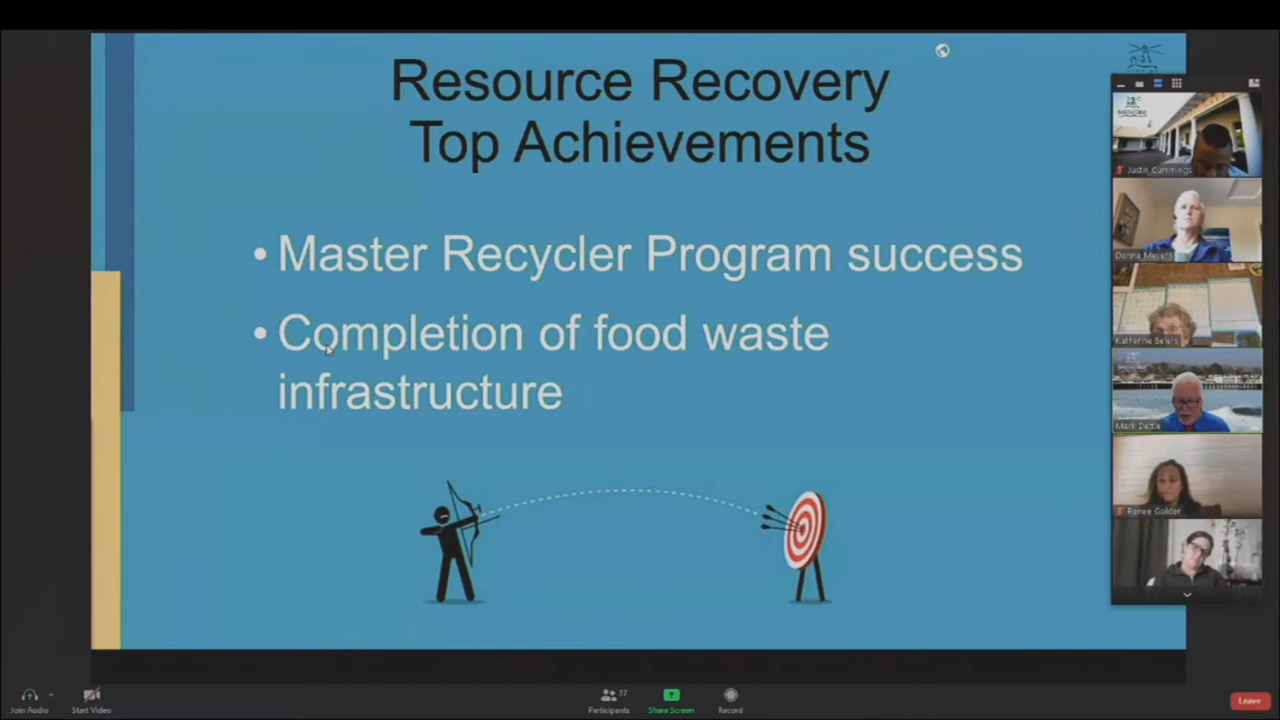 Resource Recovery
Top Achievements
• Master Recycler Program success
• Completion of food waste
infrastructure
Justin Cummings
Donna Meyers
Katherine Beiers
Mark Dettle
Renee Golder
Join Audio
Start Video
Participants
37
Share Screen
Record
Leave